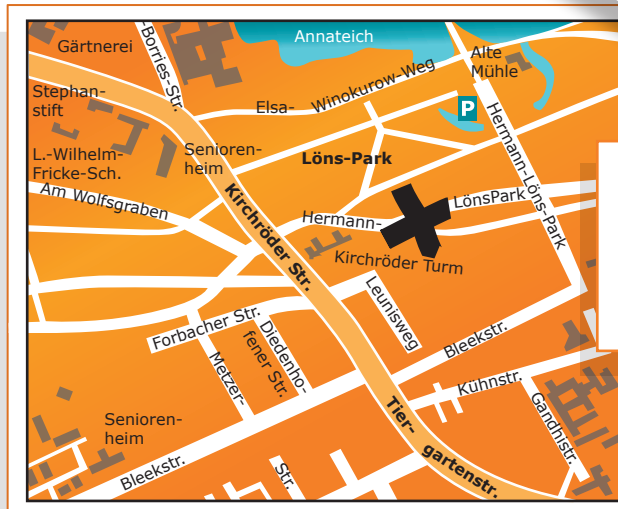 Annateich
Gärtnerei
-Borries-Str.
Alte
Mühle
Stephan-
stift
Elsa-
Winokurow-Weg
P
Hermann-Löns-Park
L.-Wilhelm-
Fricke-Sch.
Senioren-
heim
Löns-Park
Am Wolfsgraben
Kirchröder Str.
Hermann-
LönsPark
Kirchröder Turm
Leunisweg
Forbacher Str.
Diedenho-
fener Str.
Metzer-
Bleekstr.
Kühnstr.
Gandhistr.
Tier-
gartenstr.
Senioren-
heim
Bleekstr.
Str.